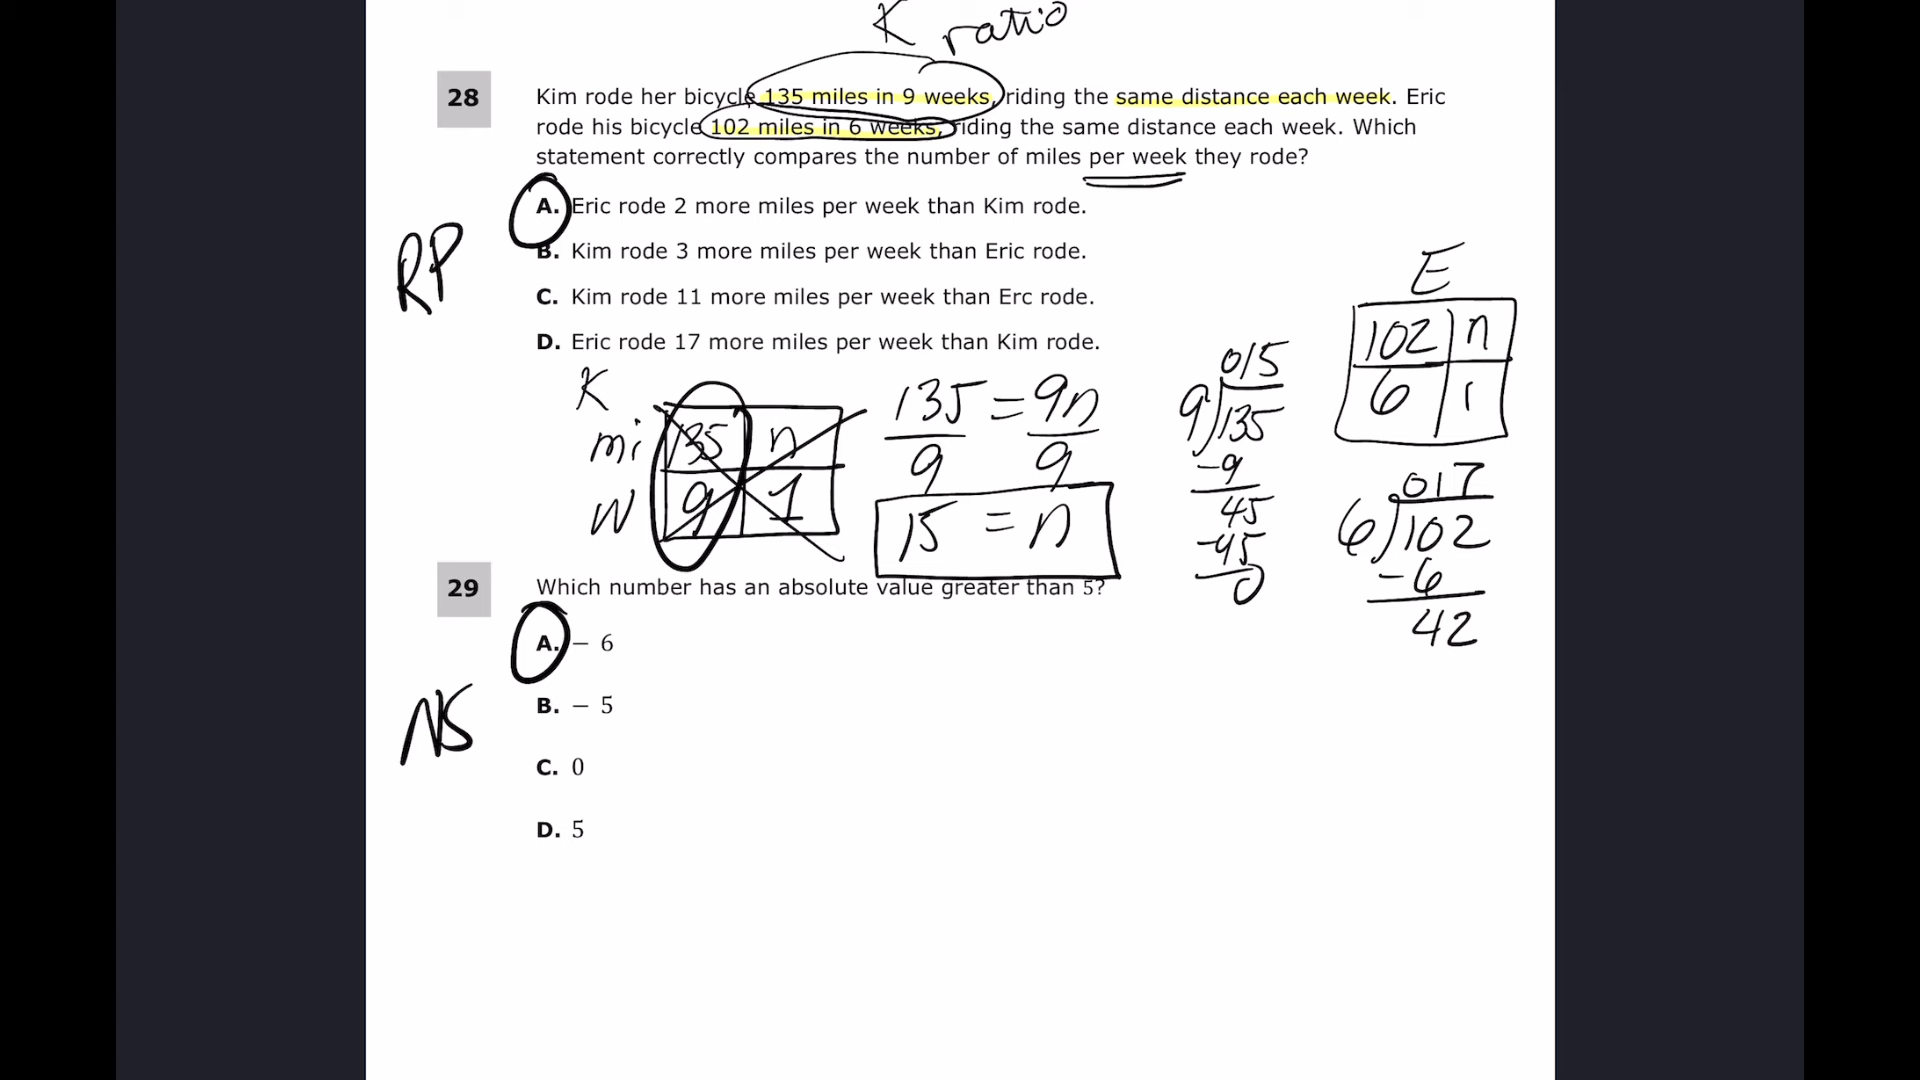 K ratio
28
Kim rode her bicycle 135 miles in 9 weeks, riding the same distance each week. Eric
rode his bicycle 102 miles in 6 weeks, riding the same distance each week. Which
statement correctly compares the number of miles per week they rode?
A. Eric rode 2 more miles per week than Kim rode.
B. Kim rode 3 more miles per week than Eric rode.
C. Kim rode 11 more miles per week than Erc rode.
D. Eric rode 17 more miles per week than Kim rode.
RP
K
mi 135 n
W 9 1
135 = 9n
9 9
15 = n
015
9)135
-9
45
-45
0
E
102 n
6 1
017
6)102
-6
42
29
Which number has an absolute value greater than 5?
A. – 6
B. – 5
C. 0
D. 5
NS